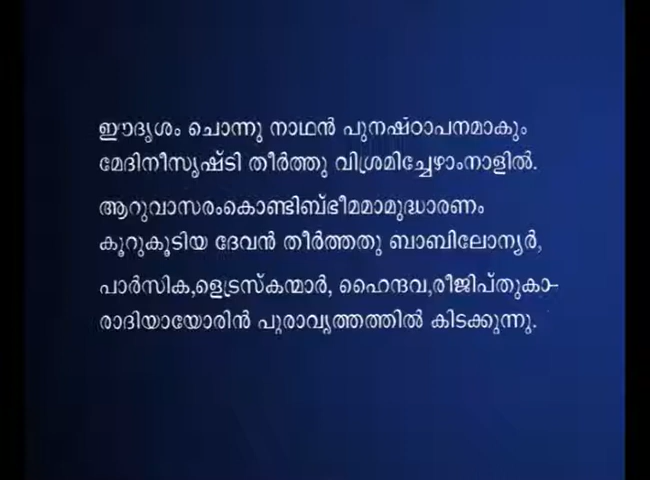 ഈദൃശം ചൊന്നു നാഥൻ പുനഷ്ഠാപനമാകും
മേദിനീസൃഷ്ടി തീർത്തു വിശ്രമിച്ചേഴാംനാളിൽ.
ആറുവാസരംകൊണ്ടിബ്ഭീമമാമുദ്ധാരണം
കൂറുകൂടിയ ദേവൻ തീർത്തതു ബാബിലോന്യർ,
പാർസിക,ളെട്രസ്കന്മാർ, ഹൈന്ദവ,രീജിപ്തുകാ-
രാദിയായോരിൻ പുരാവൃത്തത്തിൽ കിടക്കുന്നു.